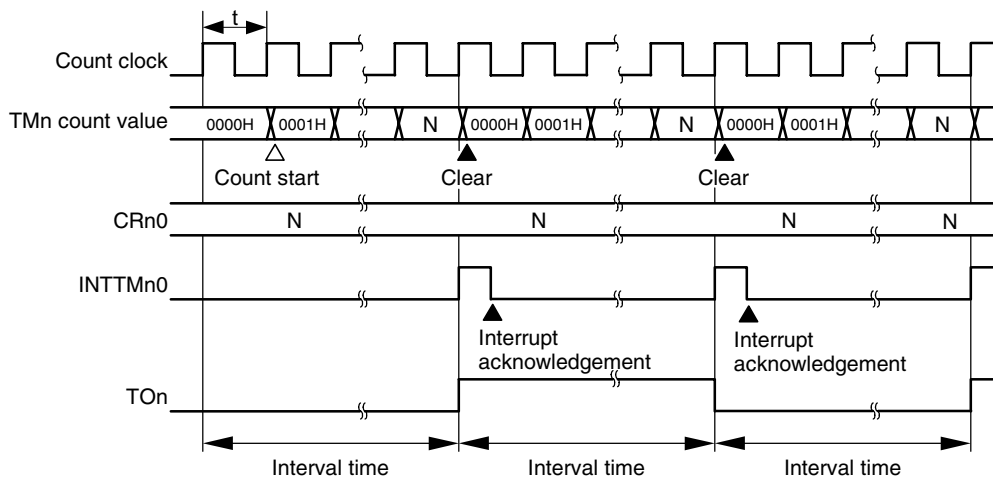 t
Count clock
TMn count value 0000H 0001H N 0000H 0001H N 0000H 0001H N
Count start Clear Clear
CRn0 N N N N
INTTMn0
Interrupt acknowledgement
Interrupt acknowledgement
TOn
Interval time Interval time Interval time